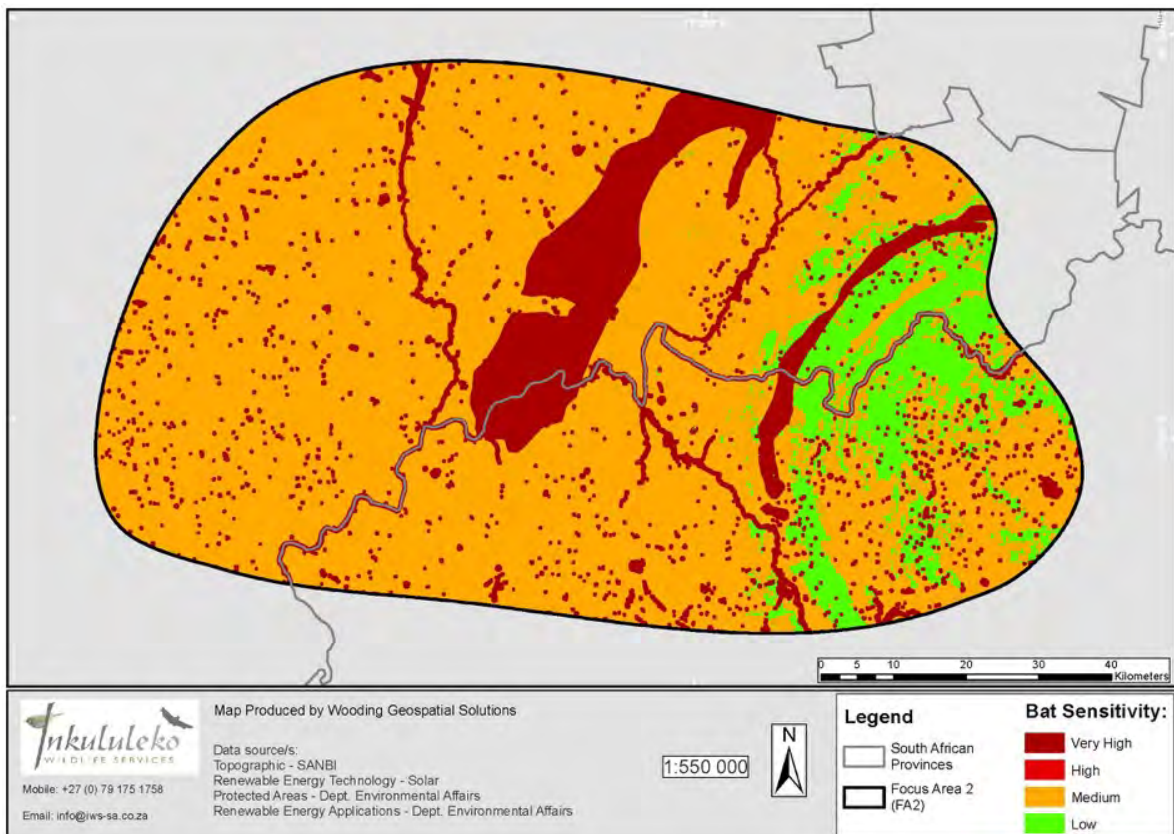 0 5 10 20 30 40
Kilometers
Inkululeko
WILDLIFE SERVICES
Mobile: +27 (0) 79 175 1758
Email: info@iws-sa.co.za
Map Produced by Wooding Geospatial Solutions
Data source/s:
Topographic - SANBI
Renewable Energy Technology - Solar
Protected Areas - Dept. Environmental Affairs
Renewable Energy Applications - Dept. Environmental Affairs
1:550 000
N
Legend
South African
Provinces
Focus Area 2
(FA2)
Bat Sensitivity:
Very High
High
Medium
Low